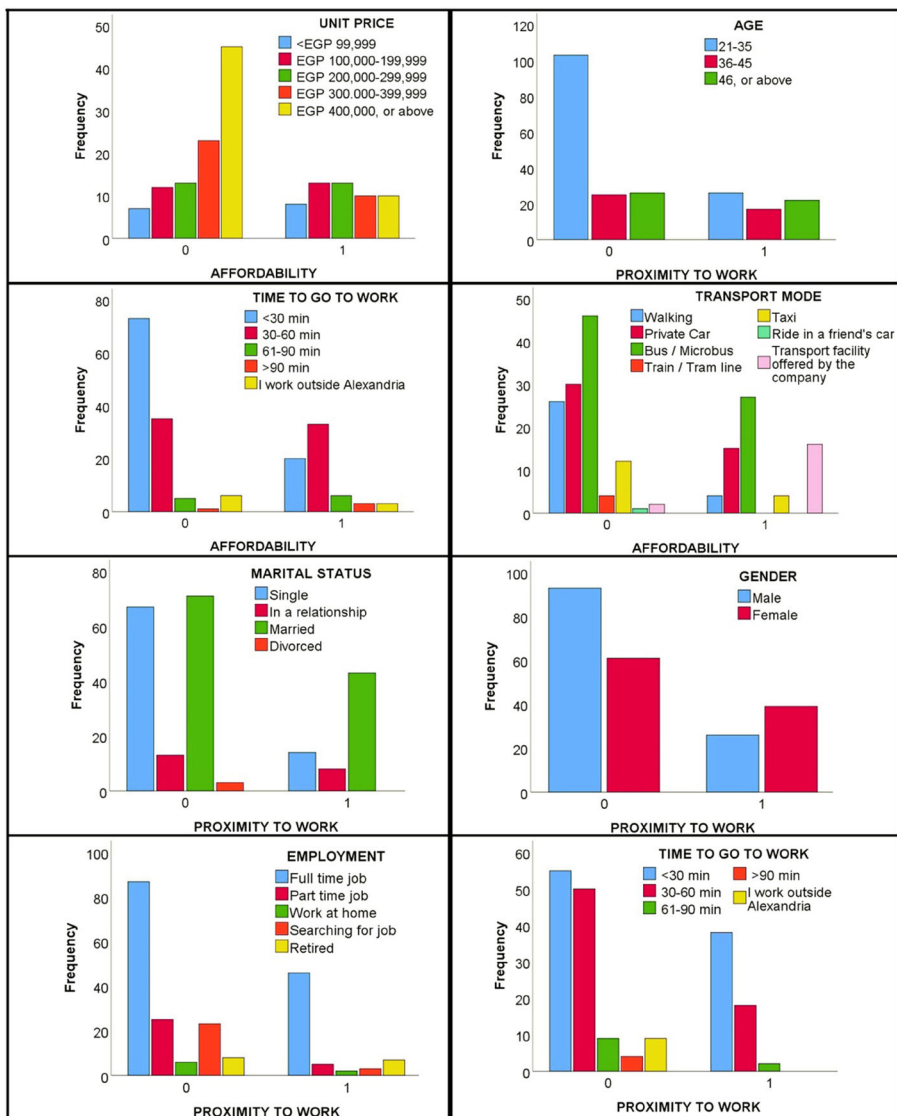 UNIT PRICE
<EGP 99,999
EGP 100,000-199,999
EGP 200,000-299,999
EGP 300.000-399,999
EGP 400,000, or above
50
40
30
20
10
0
Frequency
0 1
AFFORDABILITY
AGE
21-35
36-45
46, or above
120
100
80
60
40
20
0
Frequency
0 1
PROXIMITY TO WORK
TIME TO GO TO WORK
<30 min
30-60 min
61-90 min
>90 min
I work outside Alexandria
80
60
40
20
0
Frequency
0 1
AFFORDABILITY
TRANSPORT MODE
Walking
Private Car
Bus / Microbus
Train / Tram line
Taxi
Ride in a friend's car
Transport facility
offered by the
company
50
40
30
20
10
0
Frequency
0 1
AFFORDABILITY
MARITAL STATUS
Single
In a relationship
Married
Divorced
80
60
40
20
0
Frequency
0 1
PROXIMITY TO WORK
GENDER
Male
Female
100
80
60
40
20
0
Frequency
0 1
PROXIMITY TO WORK
EMPLOYMENT
Full time job
Part time job
Work at home
Searching for job
Retired
100
80
60
40
20
0
Frequency
0 1
PROXIMITY TO WORK
TIME TO GO TO WORK
<30 min
30-60 min
61-90 min
>90 min
I work outside
Alexandria
60
50
40
30
20
10
0
Frequency
0 1
PROXIMITY TO WORK